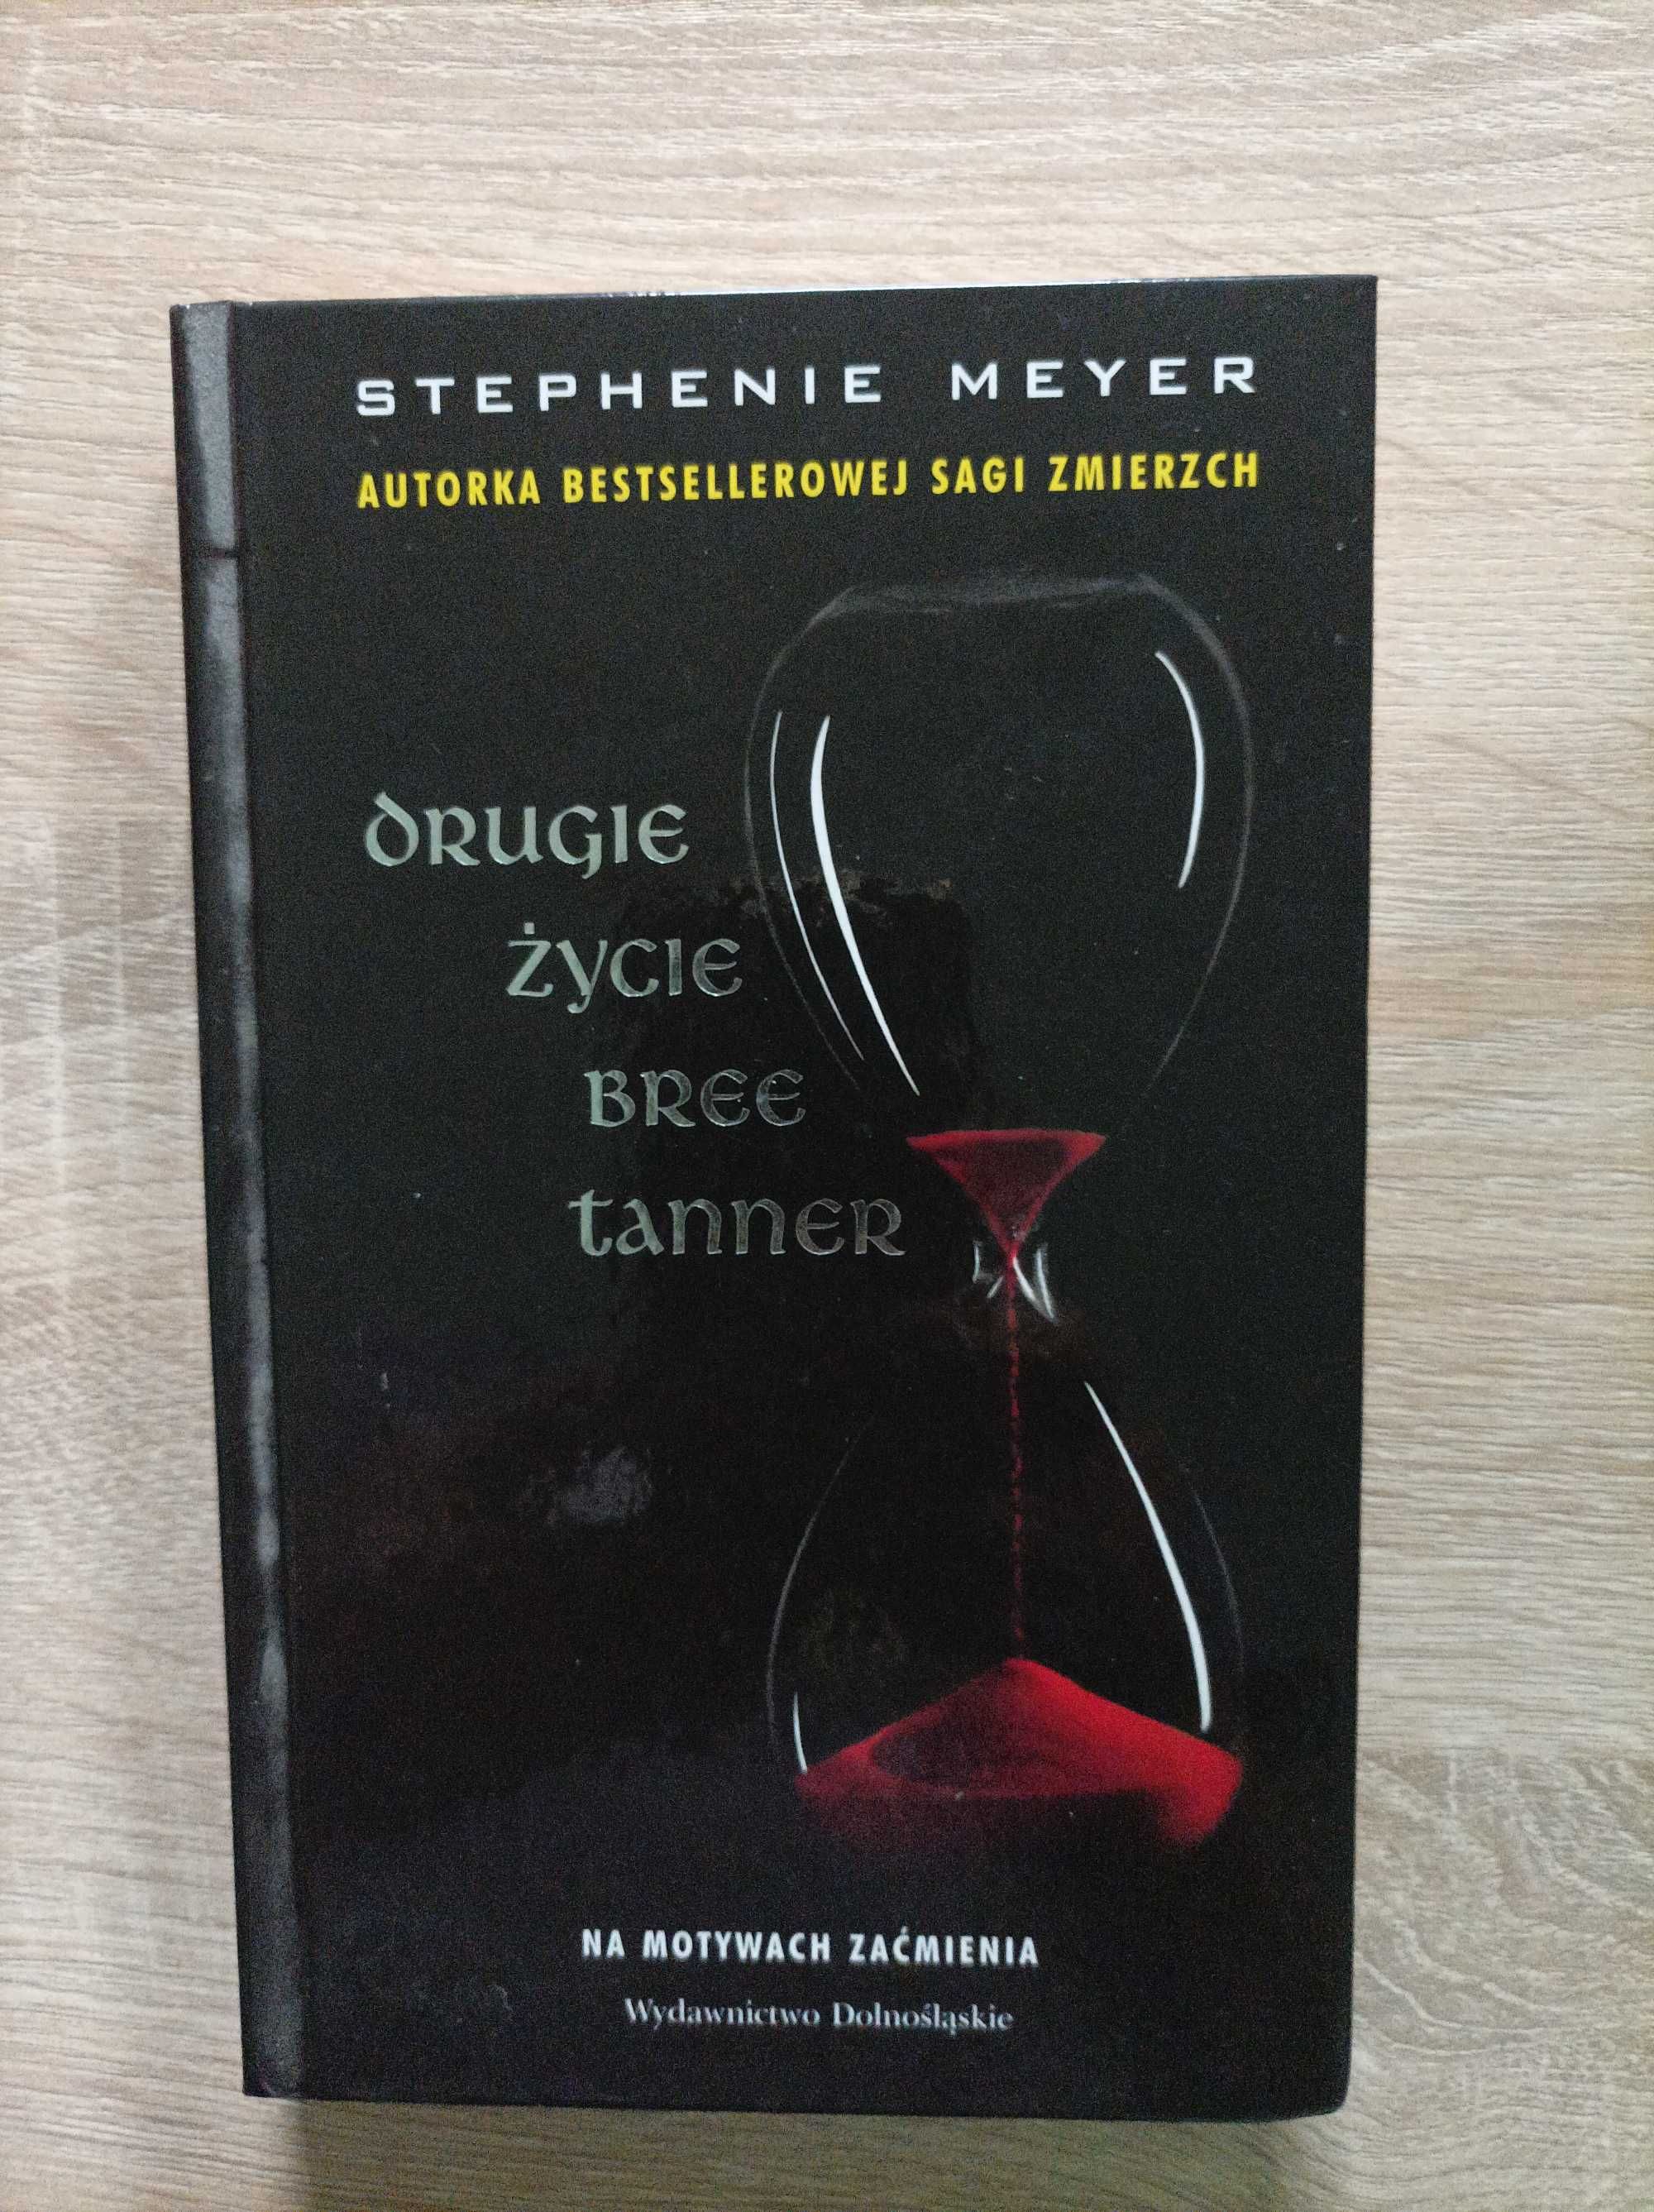 STEPHENIE MEYER
AUTORKA BESTSELLEROWEJ SAGI ZMIERZCH
DRUGIE
ŻYCIE
BREE
TANNER
NA MOTYWACH ZAĆMIENIA
Wydawnictwo Dolnośląskie